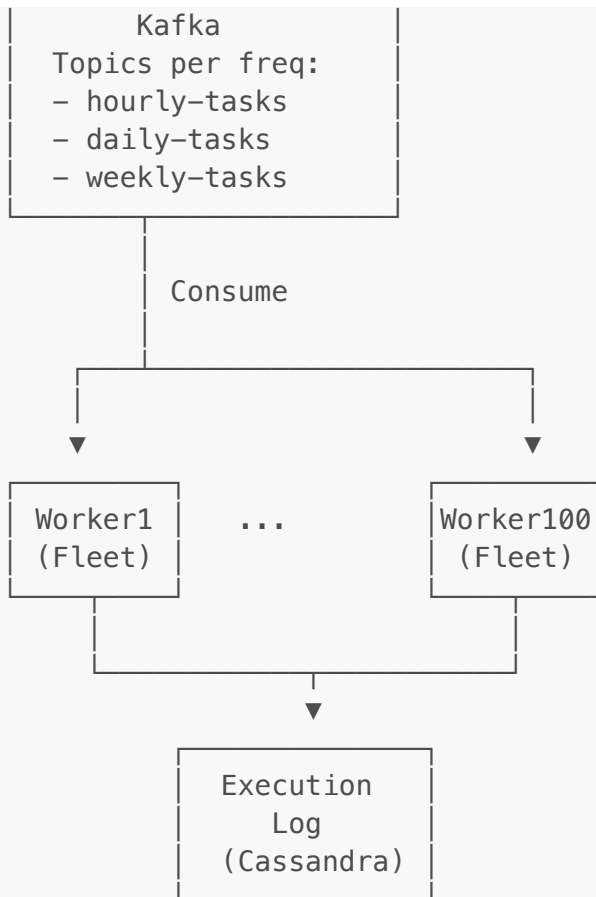 Kafka
Topics per freq:
- hourly-tasks
- daily-tasks
- weekly-tasks
Consume
Worker1 ... Worker100
(Fleet) (Fleet)
Execution
Log
(Cassandra)